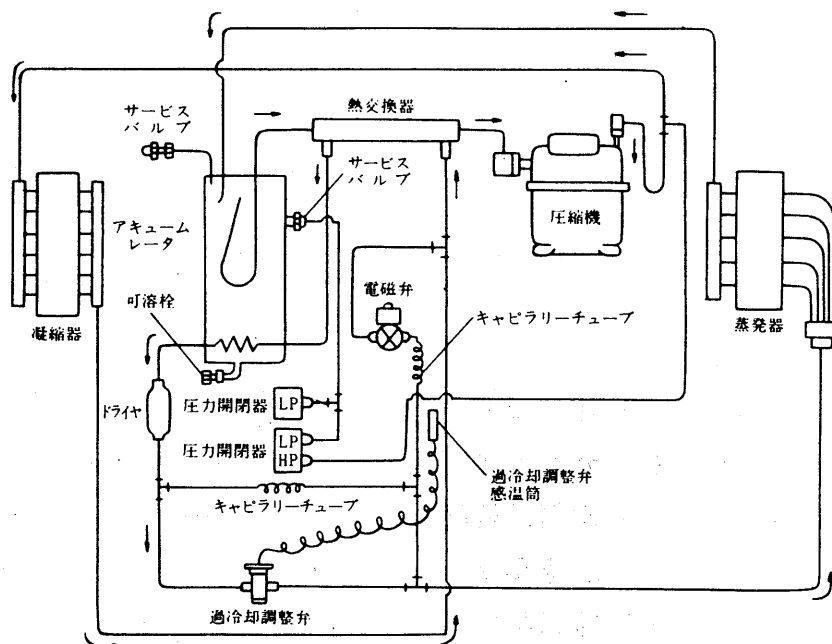 熱交換器
サービス
バルブ
サービス
バルブ
圧縮機
アキューム
レータ
電磁弁
可溶栓
キャピラリーチューブ
凝縮器
蒸発器
ドライヤ
圧力開閉器
LP
圧力開閉器
LP
HP
過冷却調整弁
感温筒
キャピラリーチューブ
過冷却調整弁